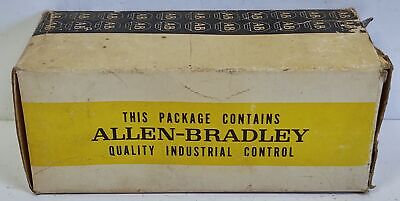 A-B A-B A-B A-B A-B A-B A-B A-B
THIS PACKAGE CONTAINS
ALLEN-BRADLEY
QUALITY INDUSTRIAL CONTROL